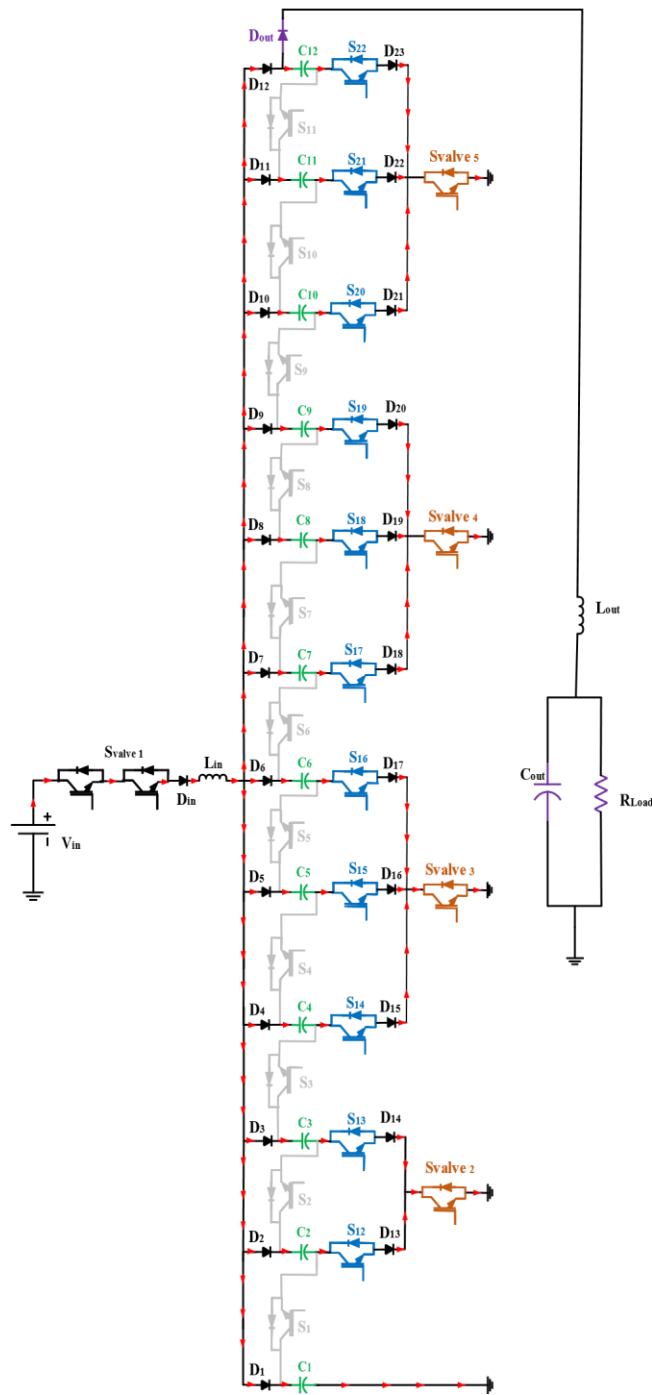 Dout
C12 S22 D23
D12
S11
D11 C11 S21 D22 Svalve 5
S10
D10 C10 S20 D21
S9
D9 C9 S19 D20
S8
D8 C8 S18 D19 Svalve 4
S7
Lout
D7 C7 S17 D18
S6
Svalve 1 Lin D6 C6 S16 D17
Din
Cout RLoad
+
Vin
S5
D5 C5 S15 D16 Svalve 3
S4
D4 C4 S14 D15
S3
D3 C3 S13 D14
Svalve 2
S2
D2 C2 S12 D13
S1
D1 C1